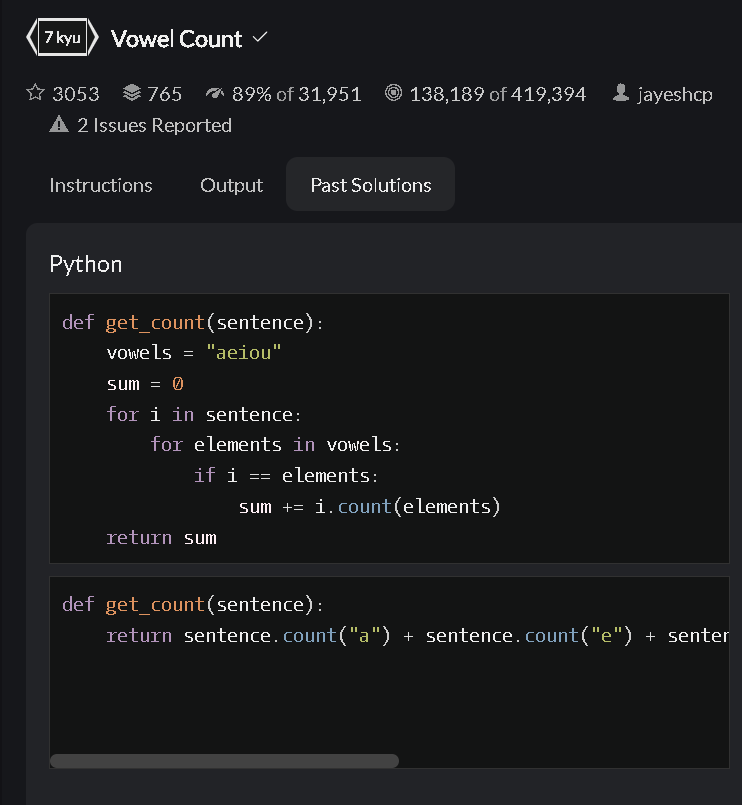 7 kyu Vowel Count
3053 765 89% of 31,951 138,189 of 419,394 jayeshcp
2 Issues Reported
Instructions Output Past Solutions
Python
def get_count(sentence):
    vowels = "aeiou"
    sum = 0
    for i in sentence:
        for elements in vowels:
            if i == elements:
                sum += i.count(elements)
    return sum
def get_count(sentence):
    return sentence.count("a") + sentence.count("e") + senten